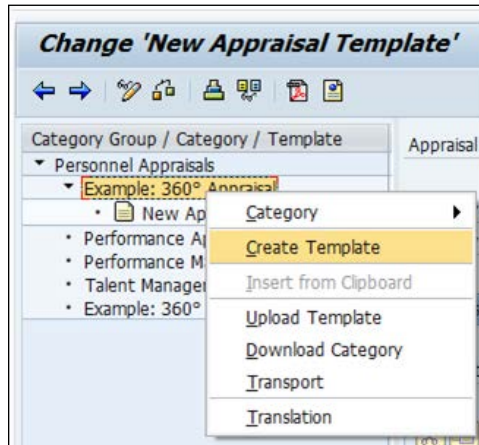 Change 'New Appraisal Template'
Category Group / Category / Template
Appraisal
Personnel Appraisals
Example: 360° Appraisal
New Ap
Category
Performance Ap
Create Template
Performance M
Insert from Clipboard
Talent Manage
Example: 360°
Upload Template
Download Category
Transport
Translation